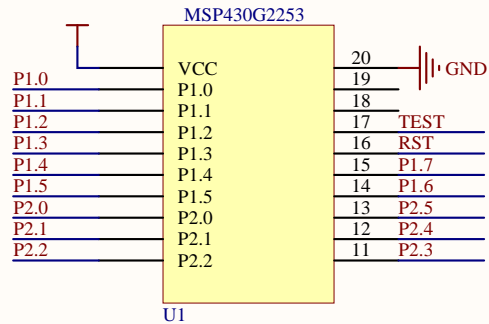 MSP430G2253
VCC 20 GND
P1.0 P1.0 19
P1.1 P1.1 18
P1.2 P1.2 17 TEST
P1.3 P1.3 16 RST
P1.4 P1.4 15 P1.7
P1.5 P1.5 14 P1.6
P2.0 P2.0 13 P2.5
P2.1 P2.1 12 P2.4
P2.2 P2.2 11 P2.3
U1